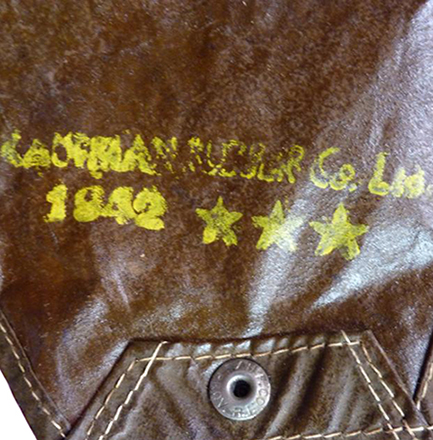 KAUFMAN RUBBER Co. Ltd.
1942 ★★★